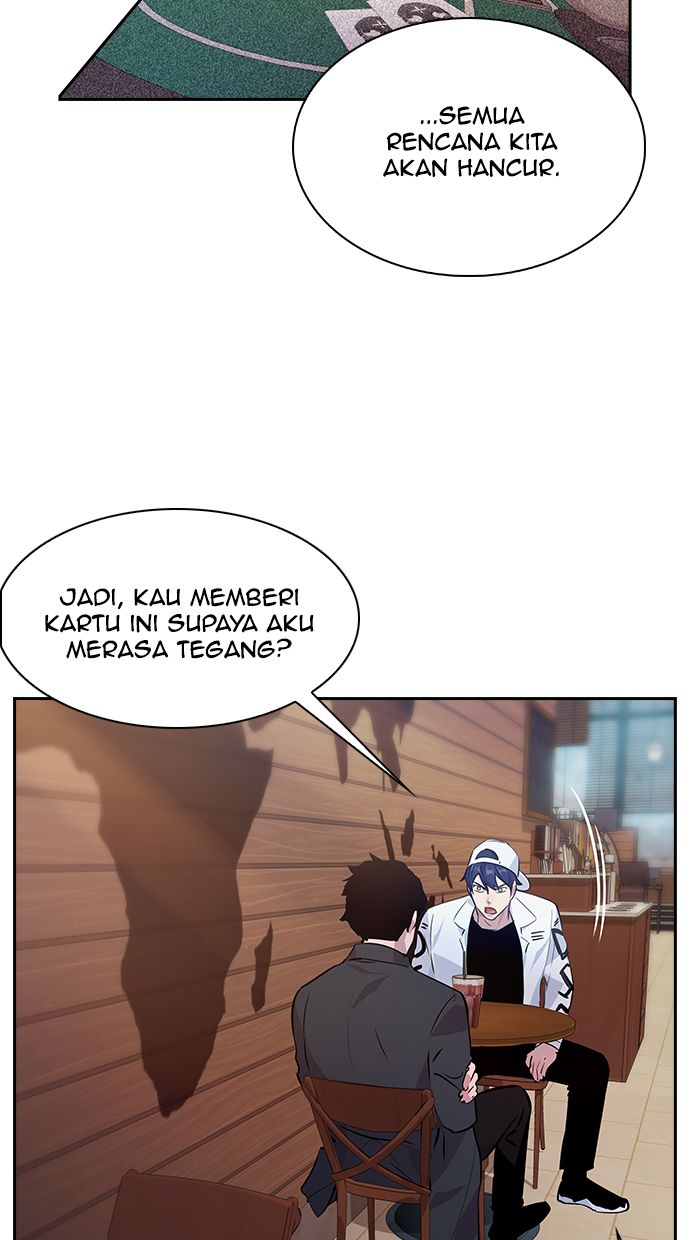 ...SEMUA
RENCANA KITA
AKAN HANCUR.
JADI, KAU MEMBERI
KARTU INI SUPAYA AKU
MERASA TEGANG?